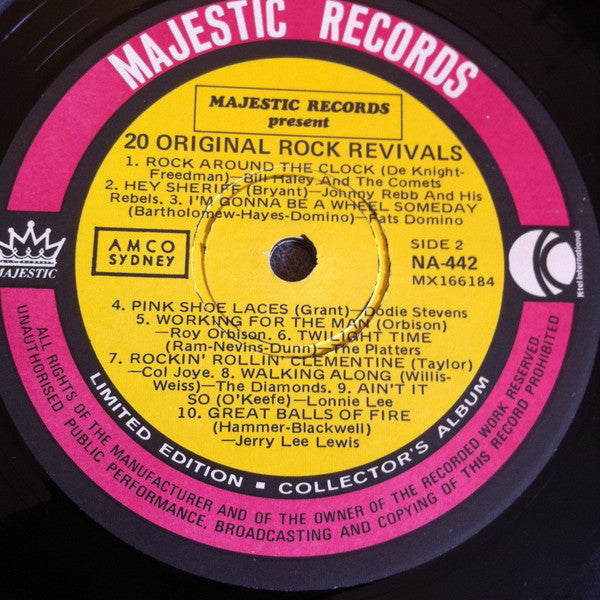 MAJESTIC RECORDS
MAJESTIC RECORDS
present
20 ORIGINAL ROCK REVIVALS
1. ROCK AROUND THE CLOCK (De Knight-
Freedman)—Bill Haley And The Comets
2. HEY SHERIFF (Bryant)—Johnny Rebb And His
Rebels. 3. I'M GONNA BE A WHEEL SOMEDAY
(Bartholomew-Hayes-Domino)—Fats Domino
MAJESTIC
AMCO
SYDNEY
SIDE 2
NA-442
MX166184
K-tel International
4. PINK SHOE LACES (Grant)—Dodie Stevens
5. WORKING FOR THE MAN (Orbison)
—Roy Orbison. 6. TWILIGHT TIME
(Ram-Nevins-Dunn)—The Platters
7. ROCKIN' ROLLIN' CLEMENTINE (Taylor)
—Col Joye. 8. WALKING ALONG (Willis-
Weiss)—The Diamonds. 9. AIN'T IT
SO (O'Keefe)—Lonnie Lee
10. GREAT BALLS OF FIRE
(Hammer-Blackwell)
—Jerry Lee Lewis
LIMITED EDITION ▪ COLLECTOR'S ALBUM
ALL RIGHTS OF THE MANUFACTURER AND OF THE OWNER OF THE RECORDED WORK RESERVED
UNAUTHORISED PUBLIC PERFORMANCE, BROADCASTING AND COPYING OF THIS RECORD PROHIBITED